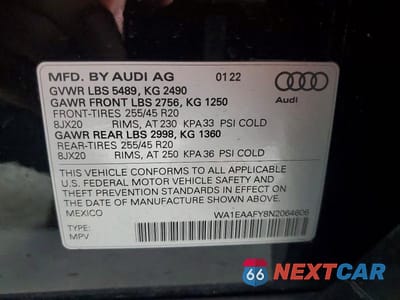 MFD. BY AUDI AG 01 22
GVWR LBS 5489, KG 2490
GAWR FRONT LBS 2756, KG 1250
FRONT-TIRES 255/45 R20
8JX20 RIMS, AT 230 KPA 33 PSI COLD
GAWR REAR LBS 2998, KG 1360
REAR-TIRES 255/45 R20
8JX20 RIMS, AT 250 KPA 36 PSI COLD
Audi
THIS VEHICLE CONFORMS TO ALL APPLICABLE
U.S. FEDERAL MOTOR VEHICLE SAFETY AND
THEFT PREVENTION STANDARDS IN EFFECT ON
THE DATE OF MANUFACTURE SHOWN ABOVE.
MEXICO WA1EAAFY8N2064606
TYPE:
MPV
66 NEXTCAR